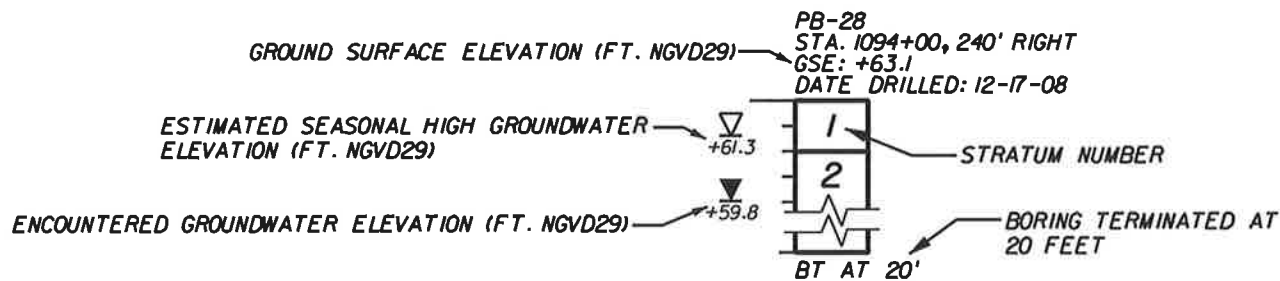 PB-28
STA. 1094+00, 240' RIGHT
GROUND SURFACE ELEVATION (FT. NGVD29)
GSE: +63.1
DATE DRILLED: 12-17-08
ESTIMATED SEASONAL HIGH GROUNDWATER
ELEVATION (FT. NGVD29)
+61.3
1
STRATUM NUMBER
2
ENCOUNTERED GROUNDWATER ELEVATION (FT. NGVD29)
+59.8
BORING TERMINATED AT
20 FEET
BT AT 20'